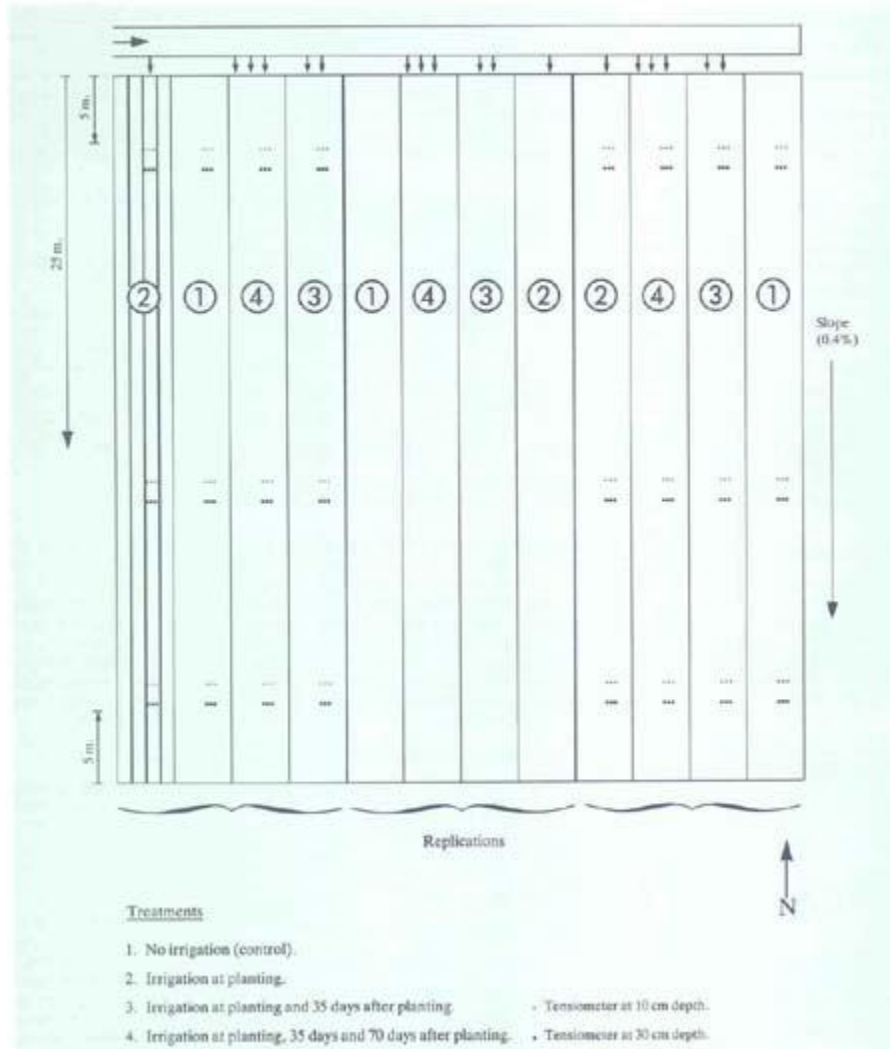 5 m.
25 m.
2 1 4 3 1 4 3 2 2 4 3 1
Slope
(0.4%)
5 m.
Replications
N
Treatments
1. No irrigation (control).
2. Irrigation at planting.
3. Irrigation at planting and 35 days after planting.
- Tensiometer at 10 cm depth.
4. Irrigation at planting, 35 days and 70 days after planting.
• Tensiometer at 30 cm depth.